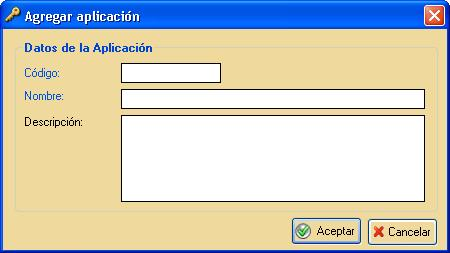 Agregar aplicación
Datos de la Aplicación
Código:
Nombre:
Descripción:
Aceptar
Cancelar